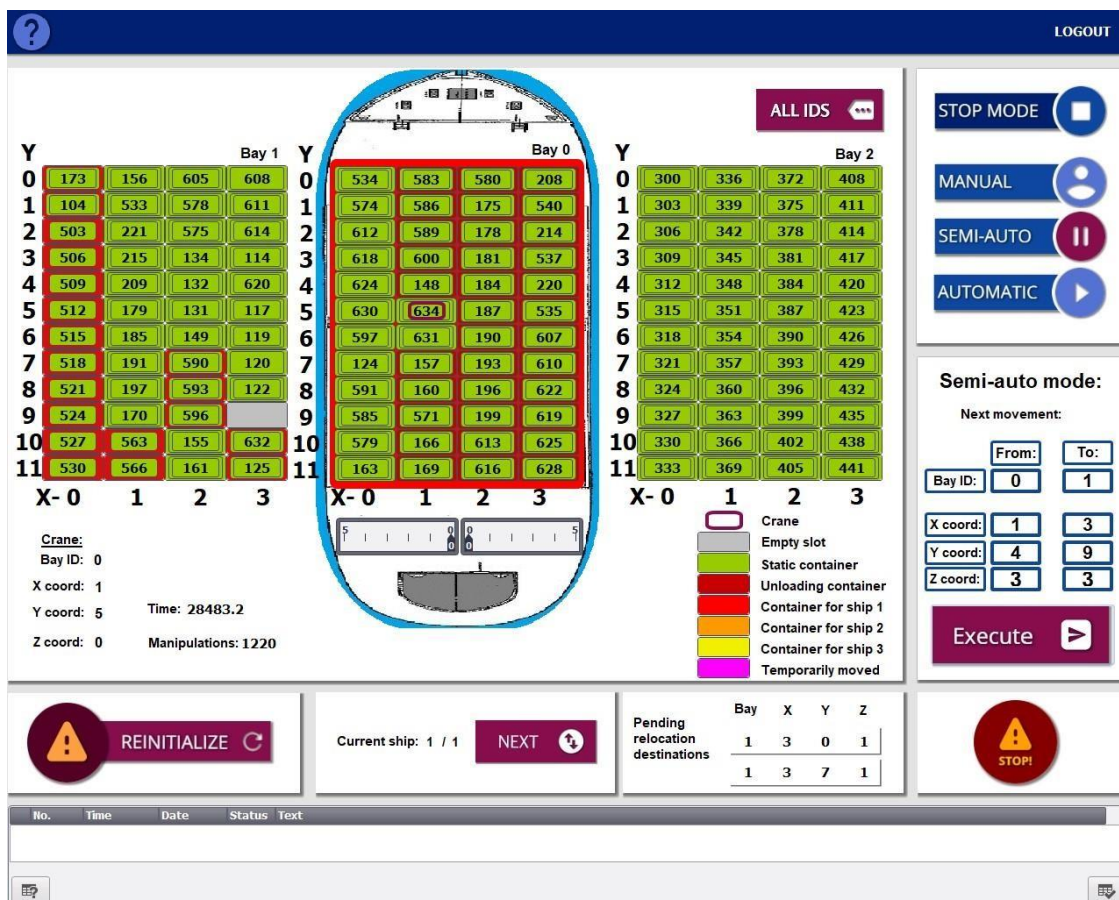 ?
LOGOUT
ALL IDS
Y Bay 1
0 173 156 605 608
1 104 533 578 611
2 503 221 575 614
3 506 215 134 114
4 509 209 132 620
5 512 179 131 117
6 515 185 149 119
7 518 191 590 120
8 521 197 593 122
9 524 170 596
10 527 563 155 632
11 530 566 161 125
X- 0 1 2 3
Y Bay 0
0 534 583 580 208
1 574 586 175 540
2 612 589 178 214
3 618 600 181 537
4 624 148 184 220
5 630 634 187 535
6 597 631 190 607
7 124 157 193 610
8 591 160 196 622
9 585 571 199 619
10 579 166 613 625
11 163 169 616 628
X- 0 1 2 3
5 0 0 5
0 0
Y Bay 2
0 300 336 372 408
1 303 339 375 411
2 306 342 378 414
3 309 345 381 417
4 312 348 384 420
5 315 351 387 423
6 318 354 390 426
7 321 357 393 429
8 324 360 396 432
9 327 363 399 435
10 330 366 402 438
11 333 369 405 441
X- 0 1 2 3
Crane:
Bay ID: 0
X coord: 1
Y coord: 5
Z coord: 0
Time: 28483.2
Manipulations: 1220
Crane
Empty slot
Static container
Unloading container
Container for ship 1
Container for ship 2
Container for ship 3
Temporarily moved
STOP MODE
MANUAL
SEMI-AUTO
AUTOMATIC
Semi-auto mode:
Next movement:
From: To:
Bay ID: 0 1
X coord: 1 3
Y coord: 4 9
Z coord: 3 3
Execute
REINITIALIZE
Current ship: 1 / 1
NEXT
Pending
relocation
destinations
Bay X Y Z
1 3 0 1
1 3 7 1
STOP!
No. Time Date Status Text
?